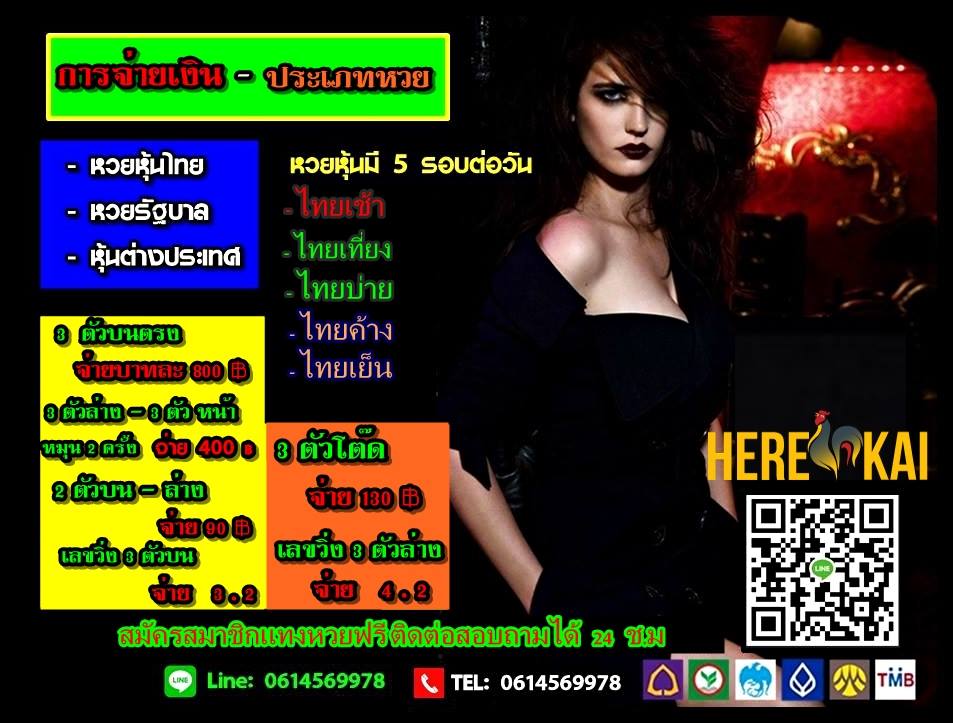 การจ่ายเงิน - ประเภทหวย
- หวยหุ้นไทย
- หวยรัฐบาล
- หุ้นต่างประเทศ
หวยหุ้นมี 5 รอบต่อวัน
- ไทยเช้า
- ไทยเที่ยง
- ไทยบ่าย
- ไทยค้าง
- ไทยเย็น
3 ตัวบนตรง
จ่ายบาทละ 800 ฿
3 ตัวล่าง - 3 ตัว หน้า
หมุน 2 ครั้ง จ่าย 400 ฿
2 ตัวบน - ล่าง
จ่าย 90 ฿
เลขวิ่ง 3 ตัวบน
จ่าย 3.2
3 ตัวโต๊ด
จ่าย 130 ฿
เลขวิ่ง 3 ตัวล่าง
จ่าย 4.2
HERE KAI
LINE
สมัครสมาชิกแทงหวยฟรีติดต่อสอบถามได้ 24 ช.ม
LINE Line: 0614569978
TEL: 0614569978
TMB